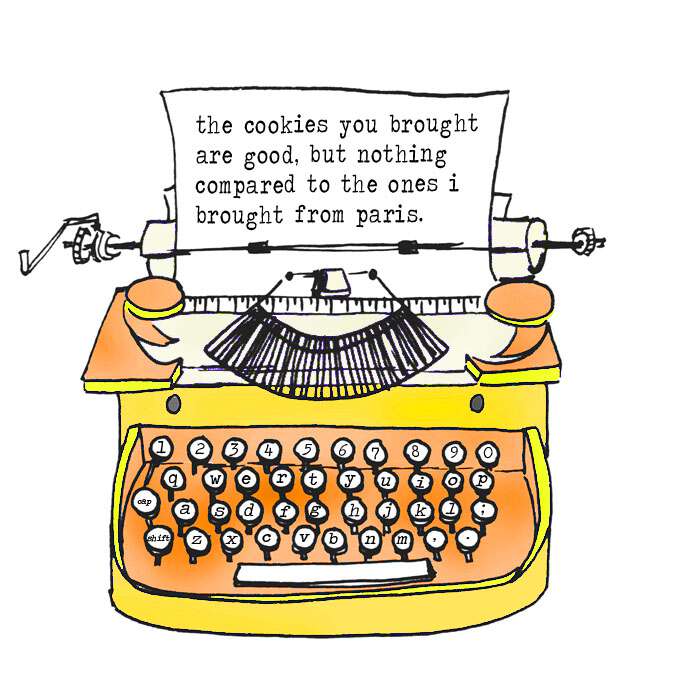 the cookies you brought
are good, but nothing
compared to the ones i
brought from paris.
1 2 3 4 5 6 7 8 9 0
q w e r t y u i o p
cap
a s d f g h j k l ;
shift z x c v b n m , .